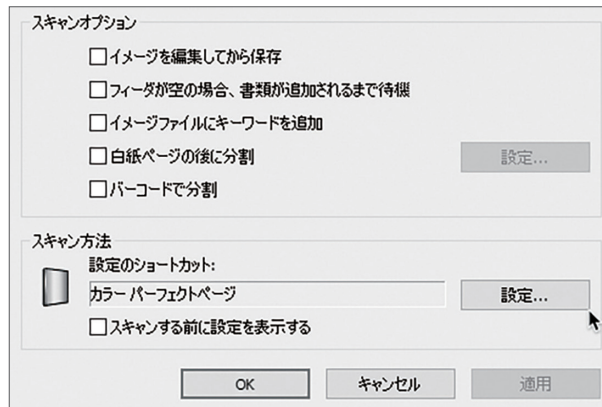 スキャンオプション
イメージを編集してから保存
フィーダが空の場合、書類が追加されるまで待機
イメージファイルにキーワードを追加
白紙ページの後に分割
設定...
バーコードで分割
スキャン方法
設定のショートカット:
カラー パーフェクトページ
設定...
スキャンする前に設定を表示する
OK
キャンセル
適用